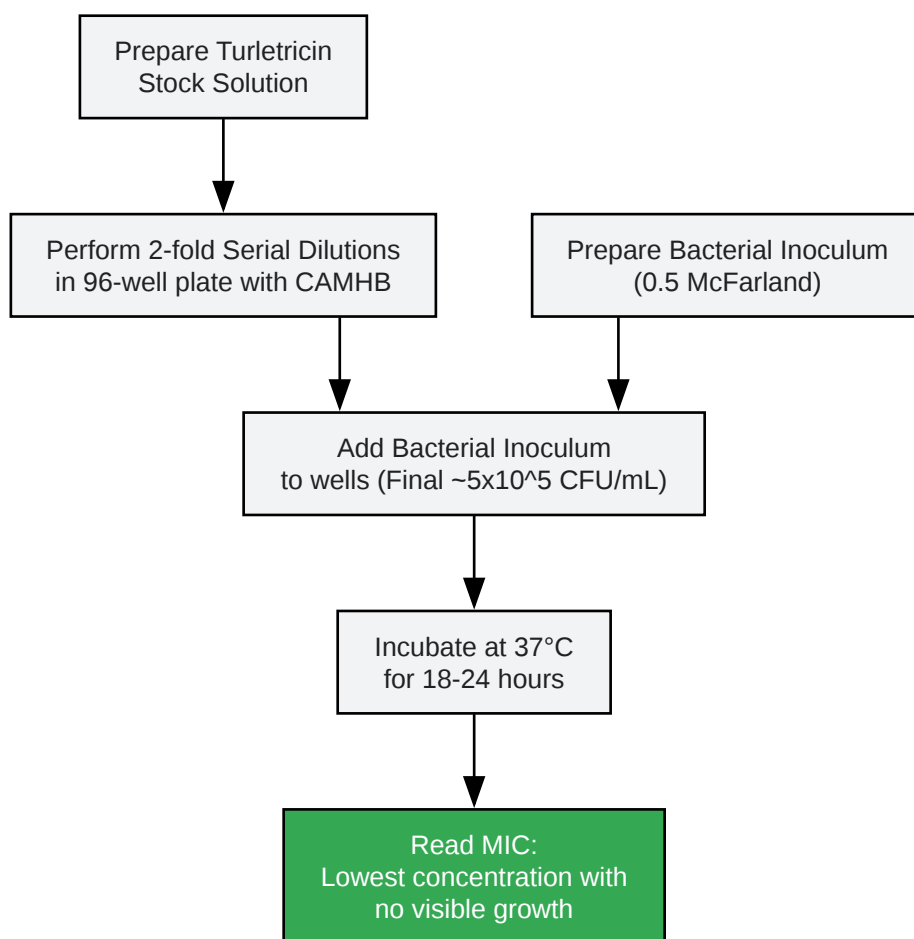 Prepare Turletricin
Stock Solution
Perform 2-fold Serial Dilutions
in 96-well plate with CAMHB
Prepare Bacterial Inoculum
(0.5 McFarland)
Add Bacterial Inoculum
to wells (Final ~5x10^5 CFU/mL)
Incubate at 37°C
for 18-24 hours
Read MIC:
Lowest concentration with
no visible growth